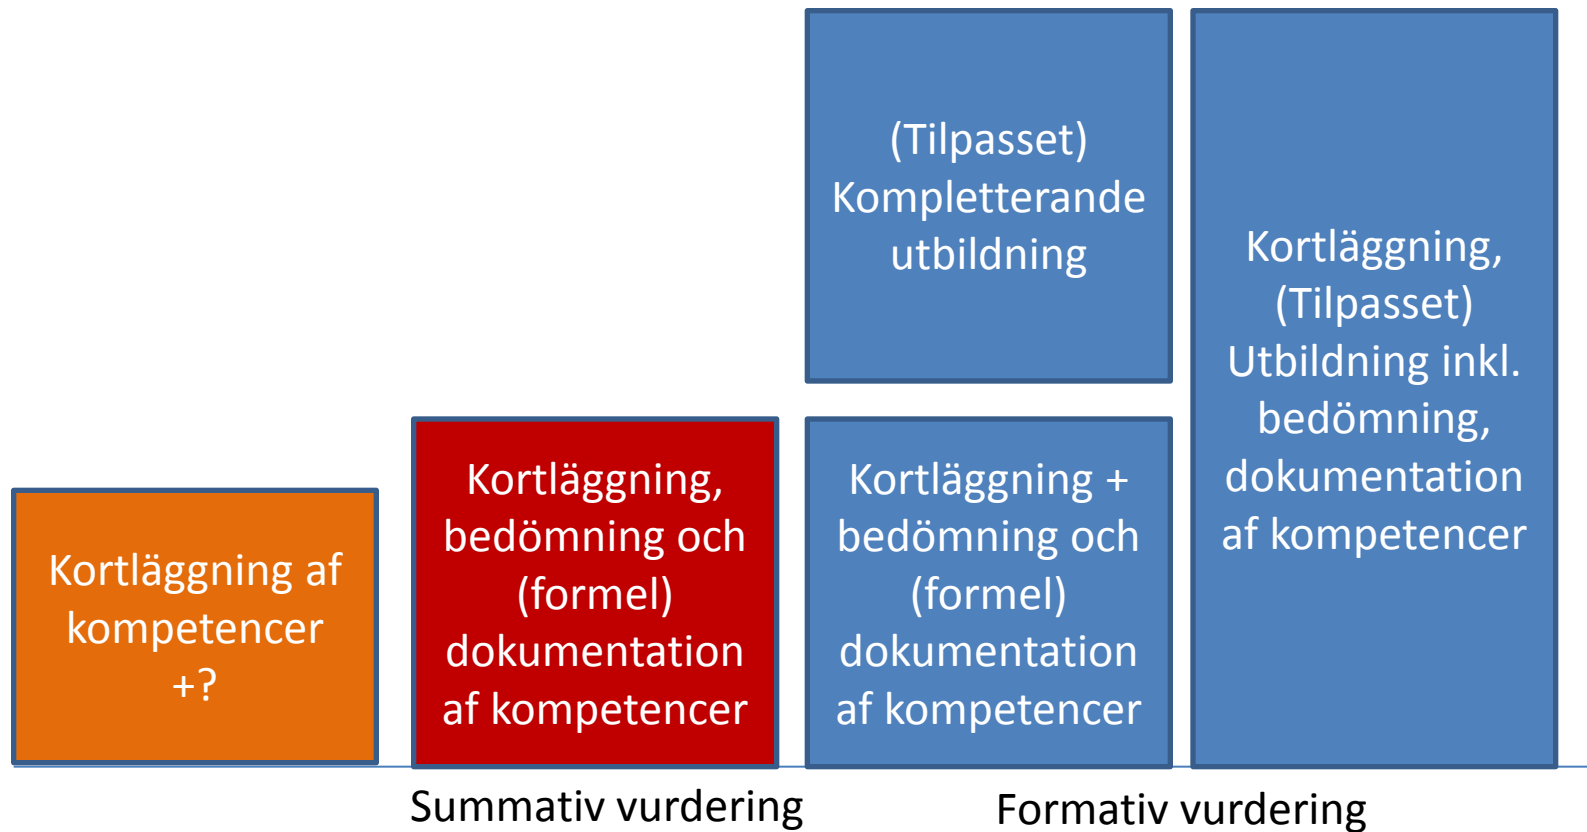 Kortläggning af
kompetencer
+?
Kortläggning,
bedömning och
(formel)
dokumentation
af kompetencer
(Tilpasset)
Kompletterande
utbildning
Kortläggning +
bedömning och
(formel)
dokumentation
af kompetencer
Kortläggning,
(Tilpasset)
Utbildning inkl.
bedömning,
dokumentation
af kompetencer
Summativ vurdering
Formativ vurdering